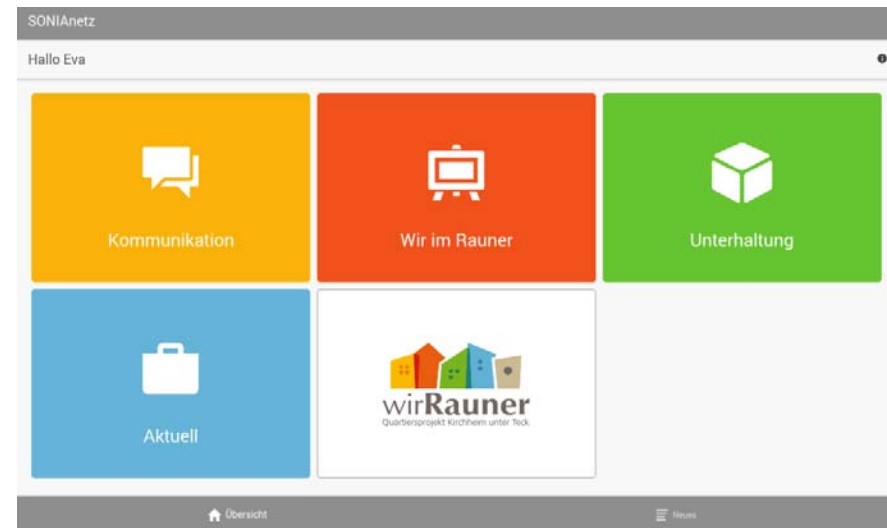 SONIAnetz
Hallo Eva
Kommunikation
Wir im Rauner
Unterhaltung
Aktuell
wirRauner
Quartiersprojekt Kirchheim unter Teck
Übersicht
Neues